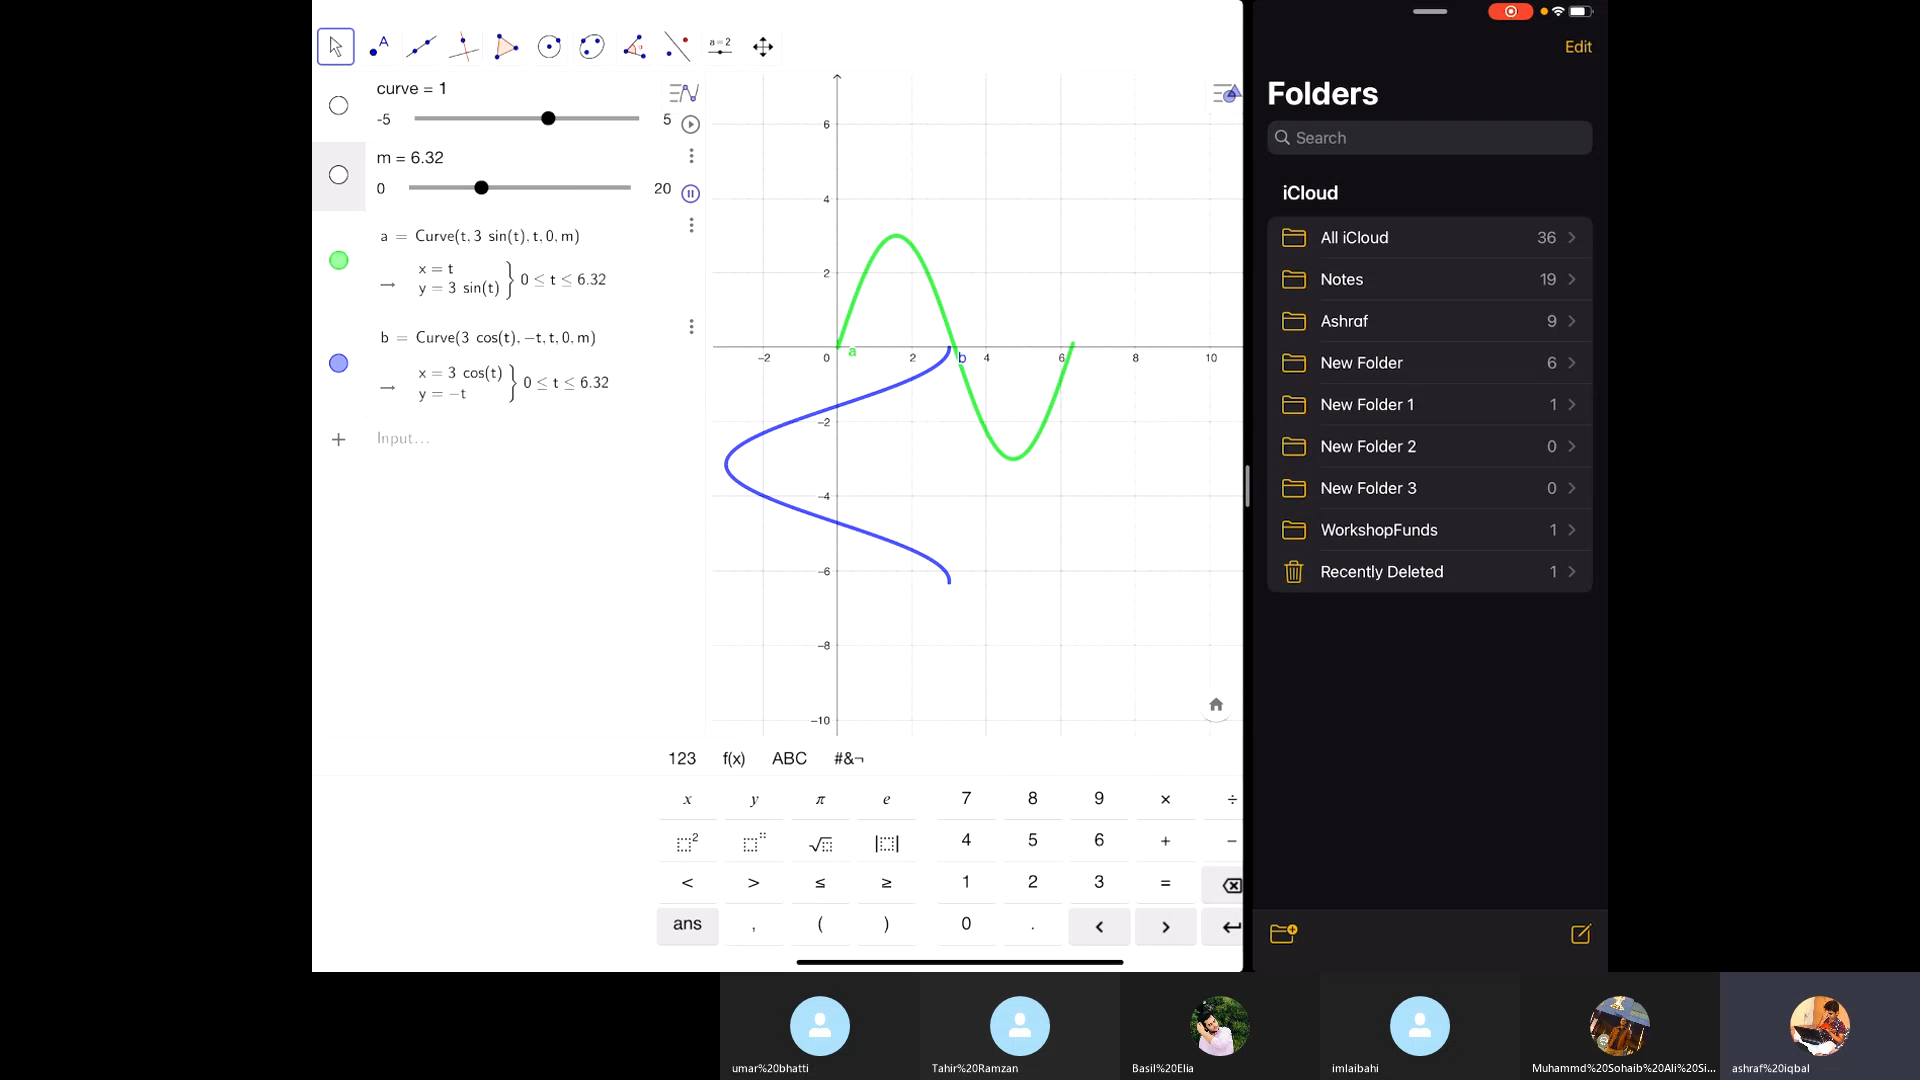 A
a=2
curve = 1
-5
5
m = 6.32
0
20
a = Curve(t, 3 sin(t), t, 0, m)
→ x = t
y = 3 sin(t) } 0 ≤ t ≤ 6.32
b = Curve(3 cos(t), −t, t, 0, m)
→ x = 3 cos(t)
y = −t } 0 ≤ t ≤ 6.32
+ Input...
6
4
2
-2
0
a
2
b
4
6
8
10
-2
-4
-6
-8
-10
123
f(x)
ABC
#&¬
x
y
π
e
7
8
9
×
÷
2
√
4
5
6
+
−
<
>
≤
≥
1
2
3
=
ans
,
(
)
0
.
<
>
Edit
Folders
Search
iCloud
All iCloud 36
Notes 19
Ashraf 9
New Folder 6
New Folder 1 1
New Folder 2 0
New Folder 3 0
WorkshopFunds 1
Recently Deleted 1
umar%20bhatti
Tahir%20Ramzan
Basil%20Elia
imlaibahi
Muhammd%20Sohaib%20Ali%20Si...
ashraf%20iqbal